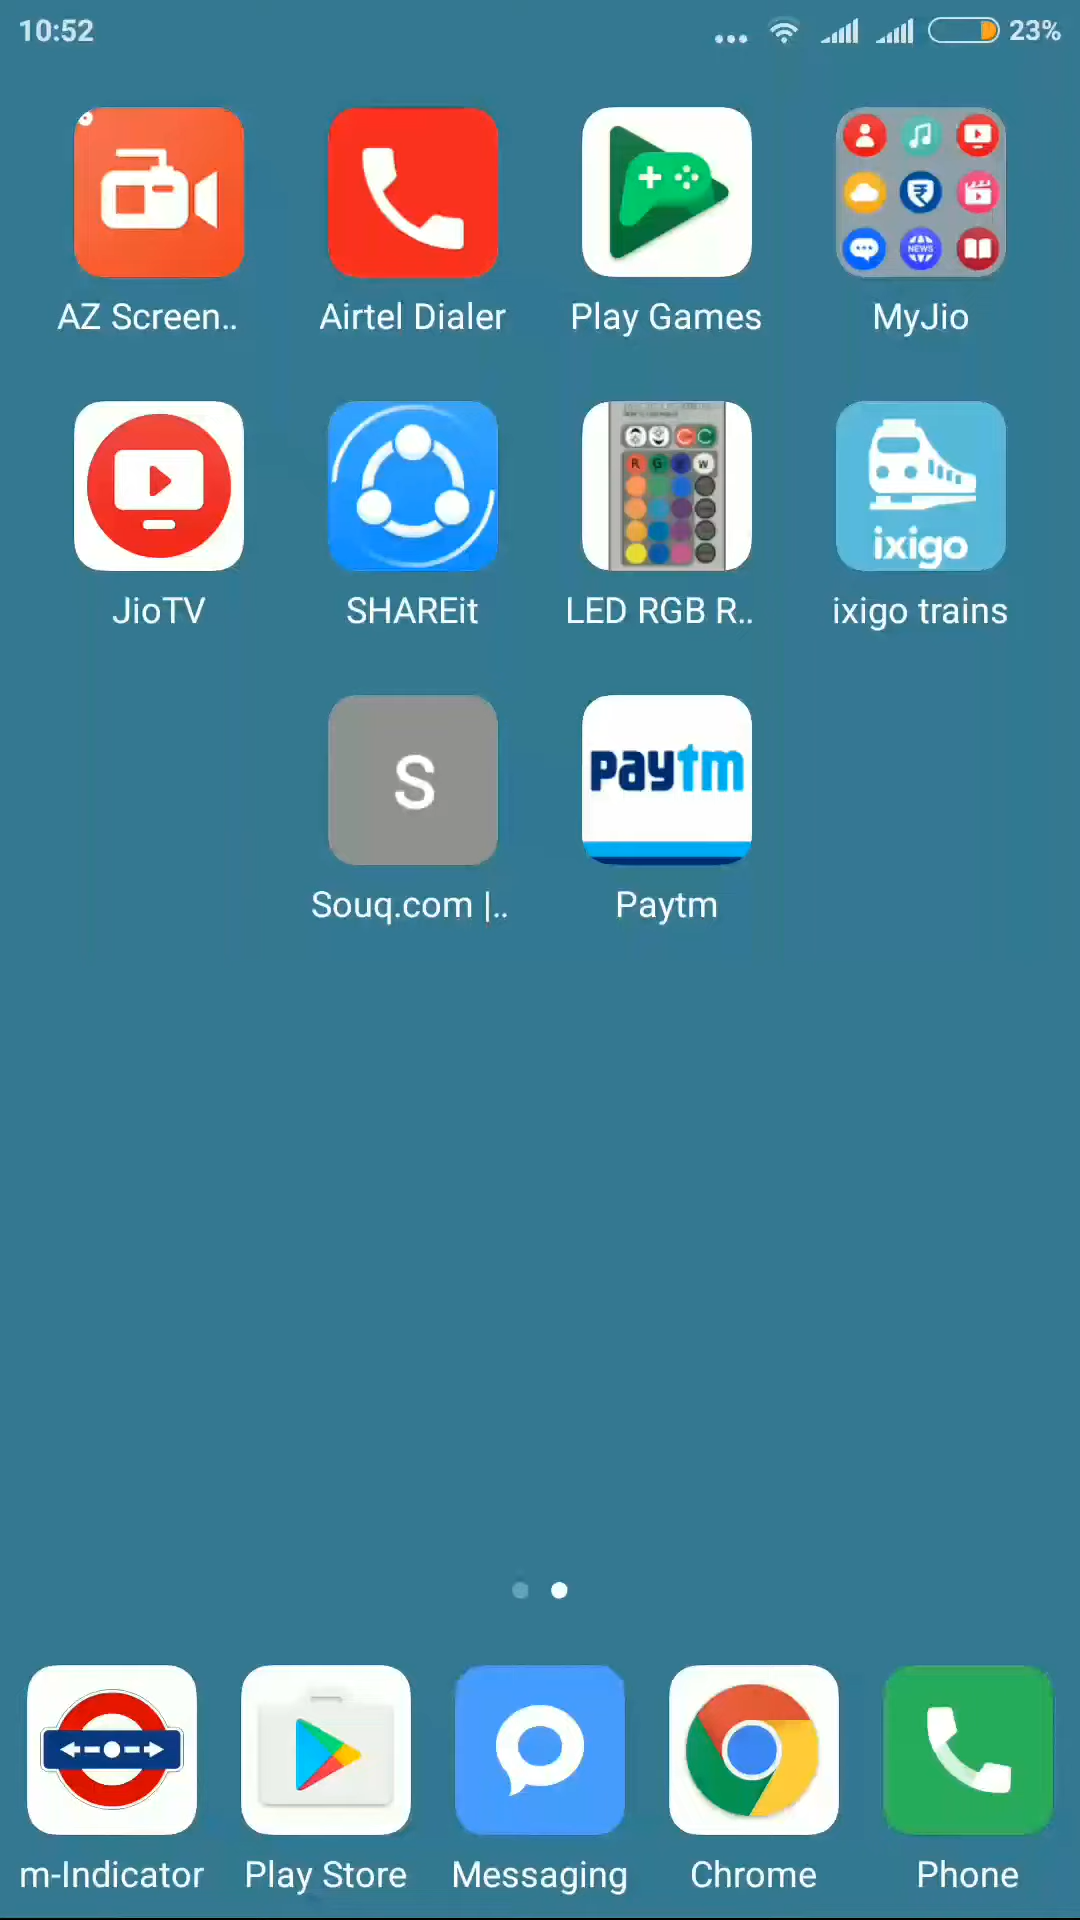 10:52 23%
AZ Screen.. Airtel Dialer Play Games MyJio
NEWS
R G W
ixigo
JioTV SHAREit LED RGB R.. ixigo trains
S paytm
Souq.com |.. Paytm
m-Indicator Play Store Messaging Chrome Phone